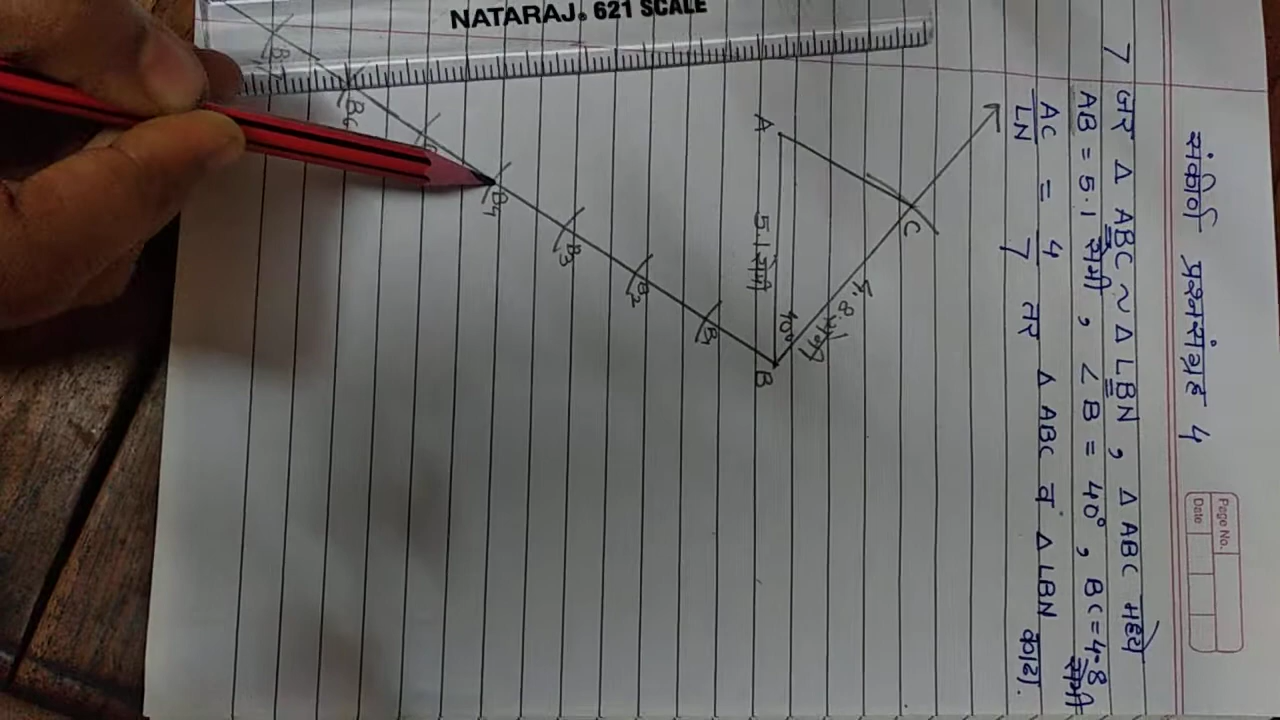 NATARAJ 621 SCALE
Page No.
Date
संकीर्ण प्रश्नसंग्रह 4
7 जर Δ ABC ~ Δ LBN , Δ ABC मध्ये
AB = 5.1 सेमी , ∠B = 40° , BC = 4.8 सेमी
AC/LN = 4/7 तर Δ ABC व Δ LBN काढा.
A
C
B
5.1 सेमी
4.8 सेमी
40°
B1
B2
B3
B4
B6